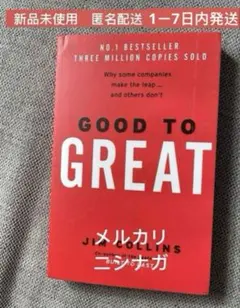 新品未使用 匿名配送 1ー7日内発送
NO.1 BESTSELLER
THREE MILLION COPIES SOLD
Why some companies
make the leap ...
and others don't
GOOD TO
GREAT
メルカリ
JIM COLLINS
ニシナガ